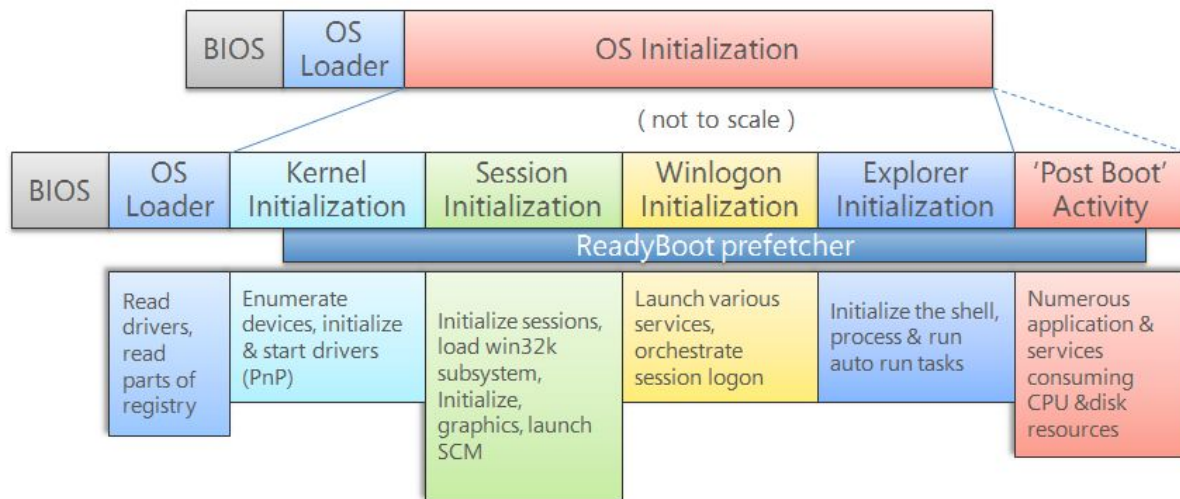 BIOS
OS
Loader
OS Initialization
( not to scale )
BIOS
OS
Loader
Kernel
Initialization
Session
Initialization
Winlogon
Initialization
Explorer
Initialization
'Post Boot'
Activity
ReadyBoot prefetcher
Read
drivers,
read
parts of
registry
Enumerate
devices, initialize
& start drivers
(PnP)
Initialize sessions,
load win32k
subsystem,
Initialize,
graphics, launch
SCM
Launch various
services,
orchestrate
session logon
Initialize the shell,
process & run
auto run tasks
Numerous
application &
services
consuming
CPU &disk
resources